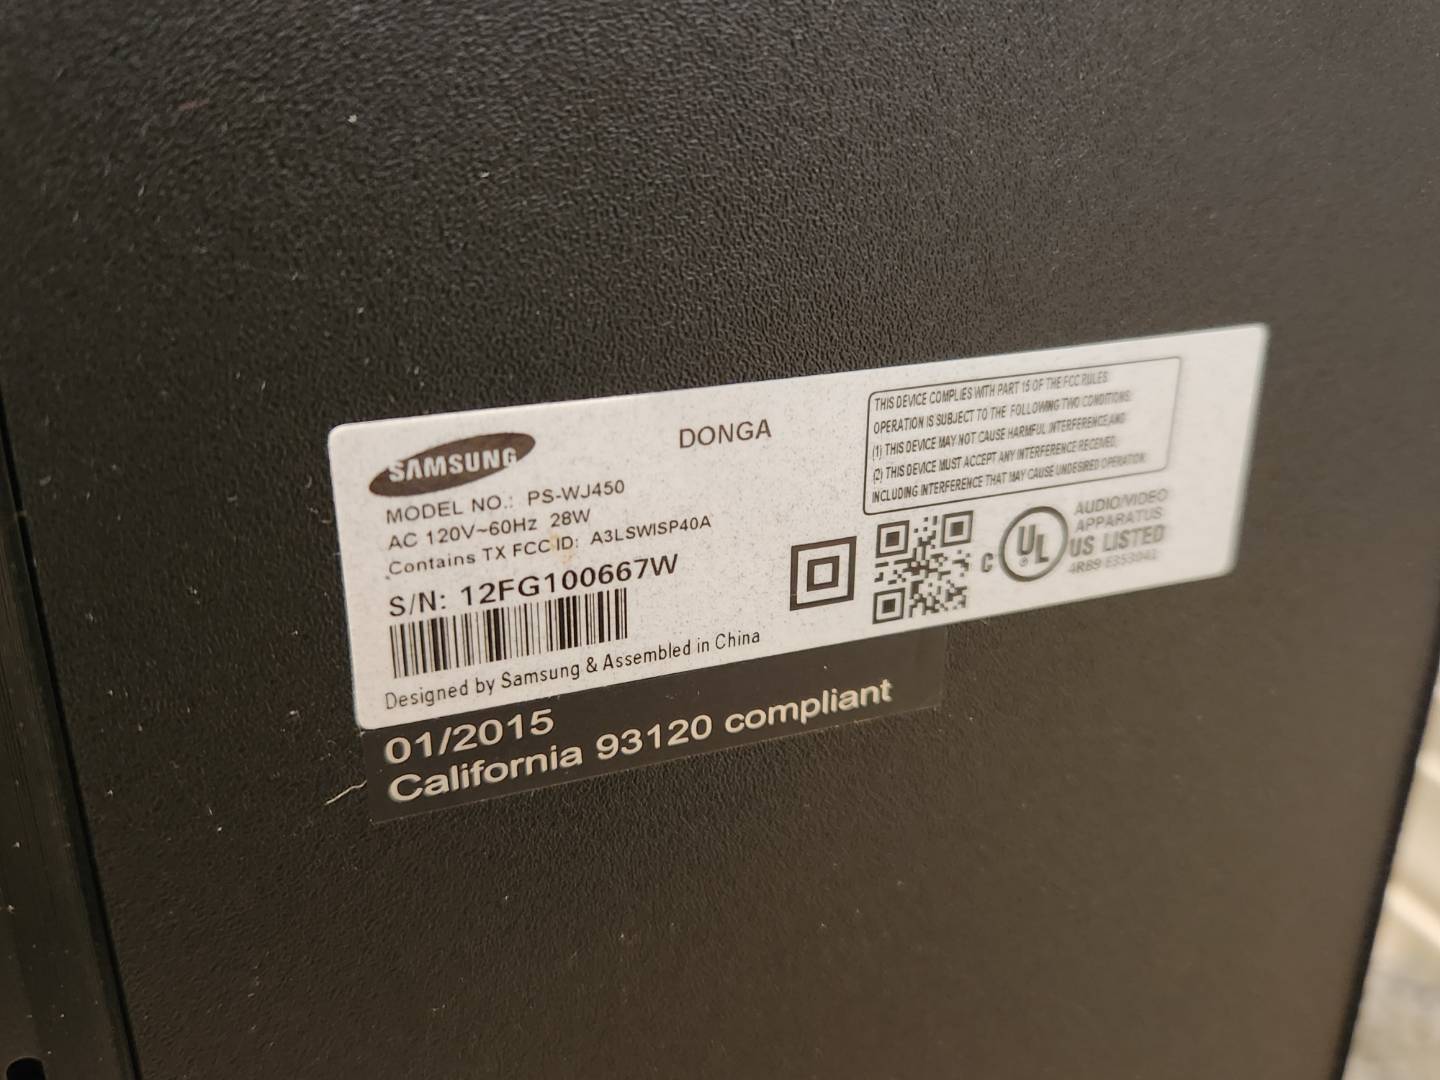 SAMSUNG
DONGA
MODEL NO.: PS-WJ450
AC 120V~60Hz 28W
Contains TX FCC ID: A3LSWISP40A
S/N: 12FG100667W
Designed by Samsung & Assembled in China
THIS DEVICE COMPLIES WITH PART 15 OF THE FCC RULES.
OPERATION IS SUBJECT TO THE FOLLOWING TWO CONDITIONS:
(1) THIS DEVICE MAY NOT CAUSE HARMFUL INTERFERENCE,AND
(2) THIS DEVICE MUST ACCEPT ANY INTERFERENCE RECEIVED,
INCLUDING INTERFERENCE THAT MAY CAUSE UNDESIRED OPERATION.
C UL
®
AUDIO/VIDEO
APPARATUS
US LISTED
4R89 E353041
01/2015
California 93120 compliant